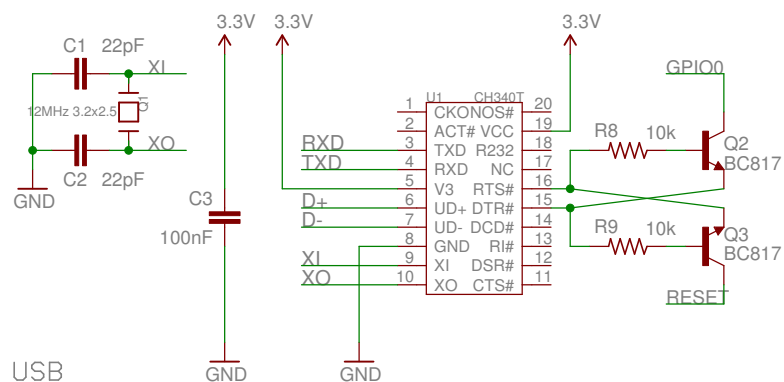 3.3V
3.3V
3.3V
C1 22pF
XI
12MHz 3.2x2.5
Q1
XO
C2 22pF
GND
C3
100nF
GND
U1 CH340T
1 CKO NOS# 20
2 ACT# VCC 19
RXD 3 TXD R232 18
TXD 4 RXD NC 17
5 V3 RTS# 16
D+ 6 UD+ DTR# 15
D- 7 UD- DCD# 14
8 GND RI# 13
XI 9 XI DSR# 12
XO 10 XO CTS# 11
GND
GPIO0
R8 10k
Q2
BC817
R9 10k
Q3
BC817
RESET
USB